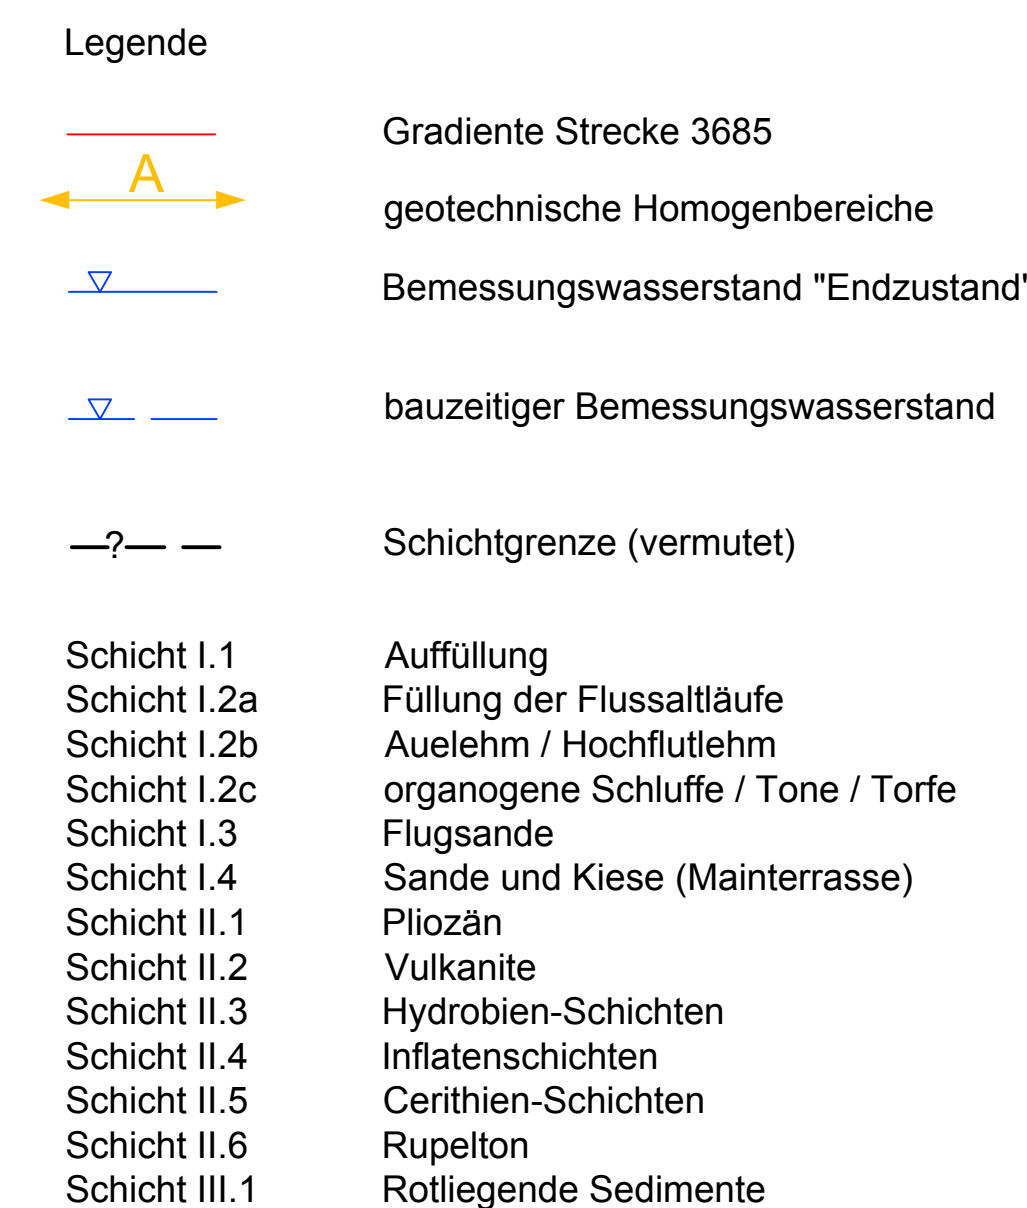 Legende
Gradiente Strecke 3685
A
geotechnische Homogenbereiche
Bemessungswasserstand "Endzustand"
bauzeitiger Bemessungswasserstand
? Schichtgrenze (vermutet)
Schicht I.1 Auffüllung
Schicht I.2a Füllung der Flussaltläufe
Schicht I.2b Auelehm / Hochflutlehm
Schicht I.2c organogene Schluffe / Tone / Torfe
Schicht I.3 Flugsande
Schicht I.4 Sande und Kiese (Mainterrasse)
Schicht II.1 Pliozän
Schicht II.2 Vulkanite
Schicht II.3 Hydrobien-Schichten
Schicht II.4 Inflatenschichten
Schicht II.5 Cerithien-Schichten
Schicht II.6 Rupelton
Schicht III.1 Rotliegende Sedimente